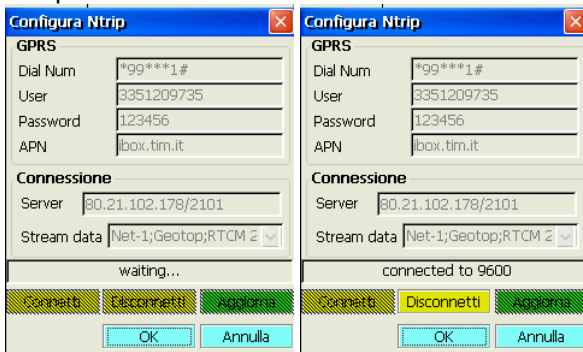 Configura Ntrip
GPRS
Dial Num *99***1#
User 3351209735
Password 123456
APN ibox.tim.it
Connessione
Server 80.21.102.178/2101
Stream data Net-1;Geotop;RTCM 2
waiting...
Connetti Disconnetti Aggiorna
OK Annulla
Configura Ntrip
GPRS
Dial Num *99***1#
User 3351209735
Password 123456
APN ibox.tim.it
Connessione
Server 80.21.102.178/2101
Stream data Net-1;Geotop;RTCM 2
connected to 9600
Connetti Disconnetti Aggiorna
OK Annulla